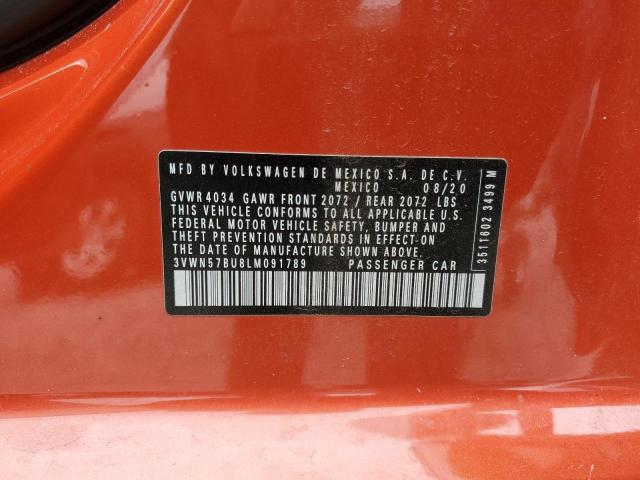 MFD BY VOLKSWAGEN DE MEXICO S.A. DE C.V.
MEXICO 08/20
GVWR 4034 GAWR FRONT 2072 / REAR 2072 LBS
THIS VEHICLE CONFORMS TO ALL APPLICABLE U.S.
FEDERAL MOTOR VEHICLE SAFETY, BUMPER AND
THEFT PREVENTION STANDARDS IN EFFECT ON THE
DATE OF MANUFACTURE SHOWN ABOVE.
3VWN57BU8LM091789 PASSENGER CAR
3511602 3499 M